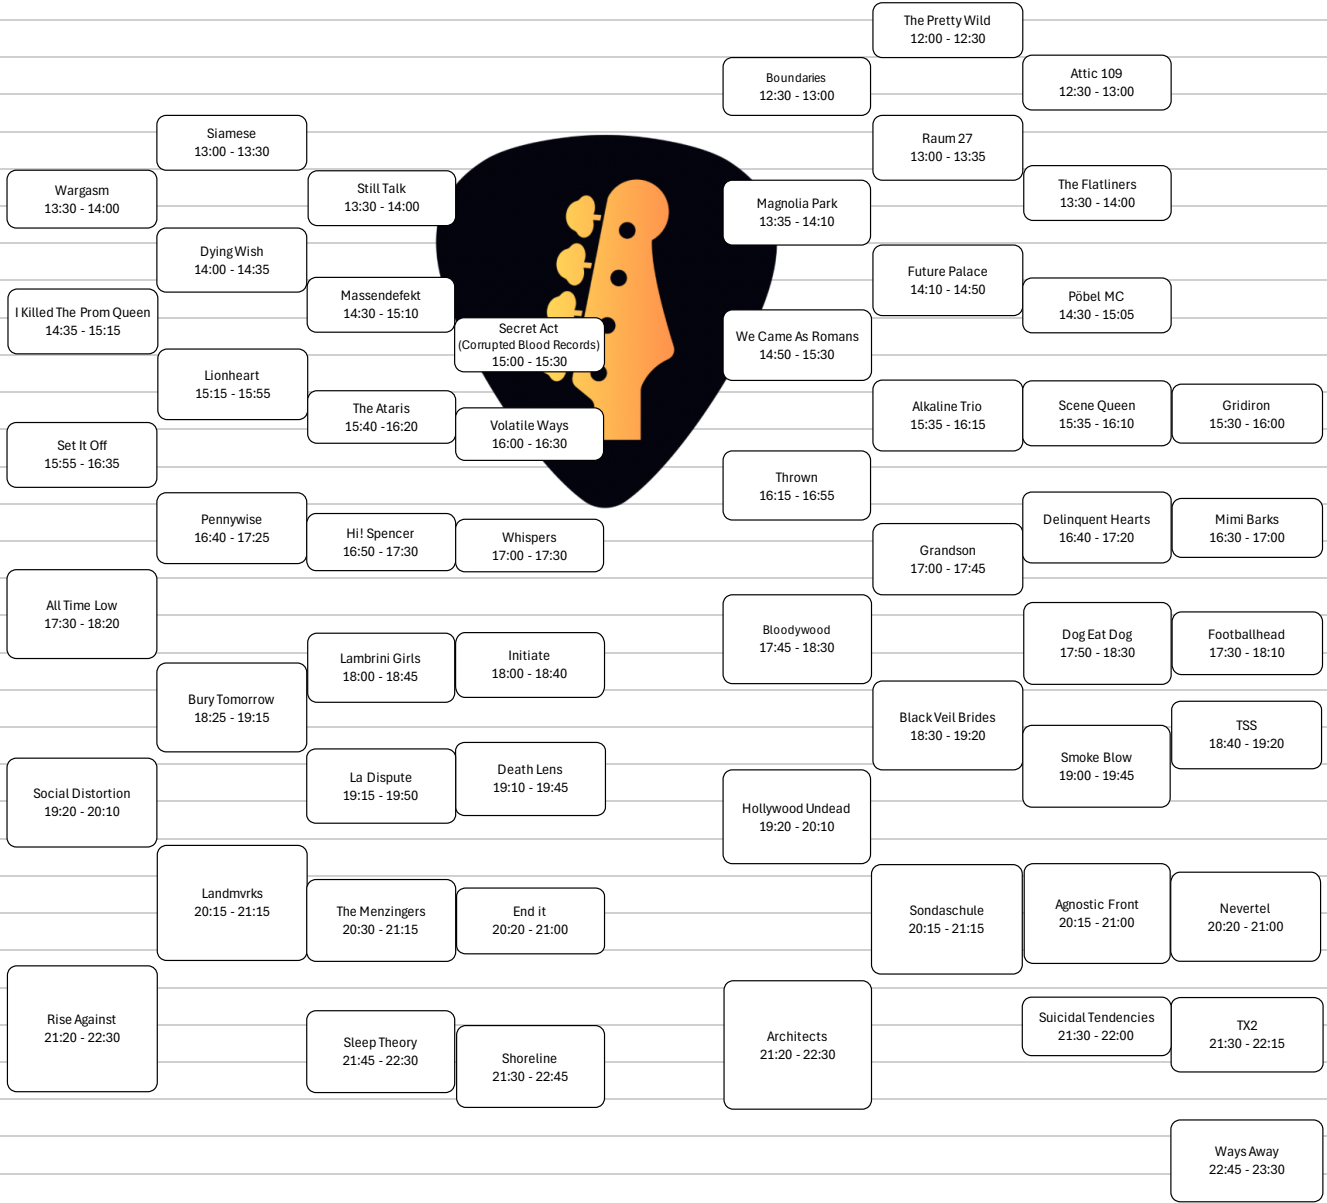 The Pretty Wild
12:00 - 12:30
Boundaries
12:30 - 13:00
Attic 109
12:30 - 13:00
Siamese
13:00 - 13:30
Raum 27
13:00 - 13:35
Wargasm
13:30 - 14:00
Still Talk
13:30 - 14:00
Magnolia Park
13:35 - 14:10
The Flatliners
13:30 - 14:00
Dying Wish
14:00 - 14:35
Future Palace
14:10 - 14:50
Massendefekt
14:30 - 15:10
Pöbel MC
14:30 - 15:05
I Killed The Prom Queen
14:35 - 15:15
Secret Act
(Corrupted Blood Records)
15:00 - 15:30
We Came As Romans
14:50 - 15:30
Lionheart
15:15 - 15:55
The Ataris
15:40 -16:20
Volatile Ways
16:00 - 16:30
Alkaline Trio
15:35 - 16:15
Scene Queen
15:35 - 16:10
Gridiron
15:30 - 16:00
Set It Off
15:55 - 16:35
Thrown
16:15 - 16:55
Pennywise
16:40 - 17:25
Hi! Spencer
16:50 - 17:30
Whispers
17:00 - 17:30
Grandson
17:00 - 17:45
Delinquent Hearts
16:40 - 17:20
Mimi Barks
16:30 - 17:00
All Time Low
17:30 - 18:20
Bloodywood
17:45 - 18:30
Dog Eat Dog
17:50 - 18:30
Footballhead
17:30 - 18:10
Lambrini Girls
18:00 - 18:45
Initiate
18:00 - 18:40
Bury Tomorrow
18:25 - 19:15
Black Veil Brides
18:30 - 19:20
TSS
18:40 - 19:20
Smoke Blow
19:00 - 19:45
La Dispute
19:15 - 19:50
Death Lens
19:10 - 19:45
Social Distortion
19:20 - 20:10
Hollywood Undead
19:20 - 20:10
Landmvrks
20:15 - 21:15
The Menzingers
20:30 - 21:15
End it
20:20 - 21:00
Sondaschule
20:15 - 21:15
Agnostic Front
20:15 - 21:00
Nevertel
20:20 - 21:00
Rise Against
21:20 - 22:30
Sleep Theory
21:45 - 22:30
Shoreline
21:30 - 22:45
Architects
21:20 - 22:30
Suicidal Tendencies
21:30 - 22:00
TX2
21:30 - 22:15
Ways Away
22:45 - 23:30